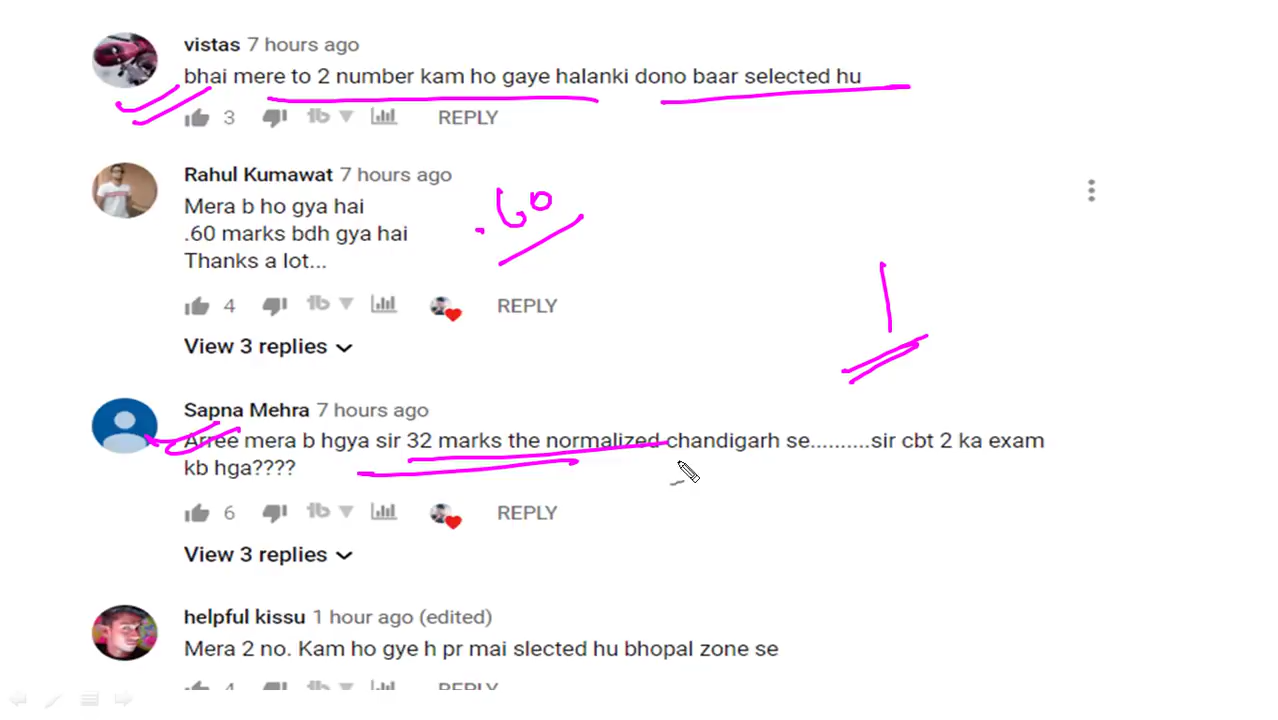 vistas 7 hours ago
bhai mere to 2 number kam ho gaye halanki dono baar selected hu
3 REPLY
Rahul Kumawat 7 hours ago
Mera b ho gya hai
.60
.60 marks bdh gya hai
Thanks a lot...
4 REPLY
View 3 replies
1
Sapna Mehra 7 hours ago
Arree mera b hgya sir 32 marks the normalized chandigarh se..........sir cbt 2 ka exam
kb hga????
6 REPLY
View 3 replies
helpful kissu 1 hour ago (edited)
Mera 2 no. Kam ho gye h pr mai slected hu bhopal zone se
4 REPLY